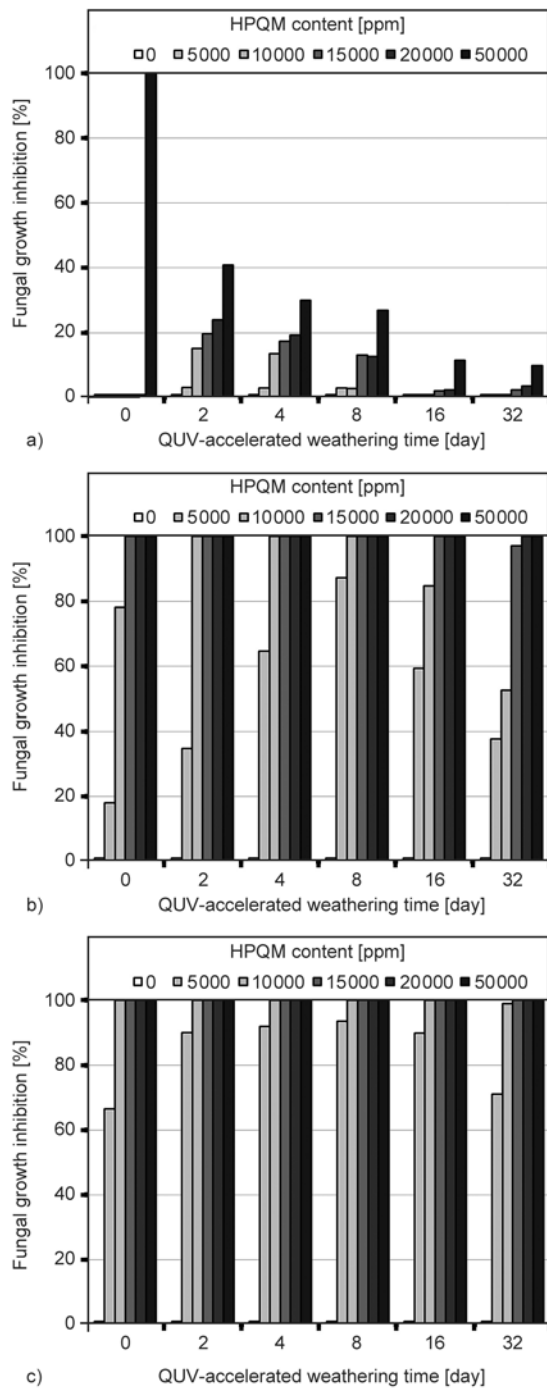 HPQM content [ppm]
0 5000 10000 15000 20000 50000
Fungal growth inhibition [%]
100
80
60
40
20
0
0 2 4 8 16 32
a) QUV-accelerated weathering time [day]
HPQM content [ppm]
0 5000 10000 15000 20000 50000
Fungal growth inhibition [%]
100
80
60
40
20
0
0 2 4 8 16 32
b) QUV-accelerated weathering time [day]
HPQM content [ppm]
0 5000 10000 15000 20000 50000
Fungal growth inhibition [%]
100
80
60
40
20
0
0 2 4 8 16 32
c) QUV-accelerated weathering time [day]